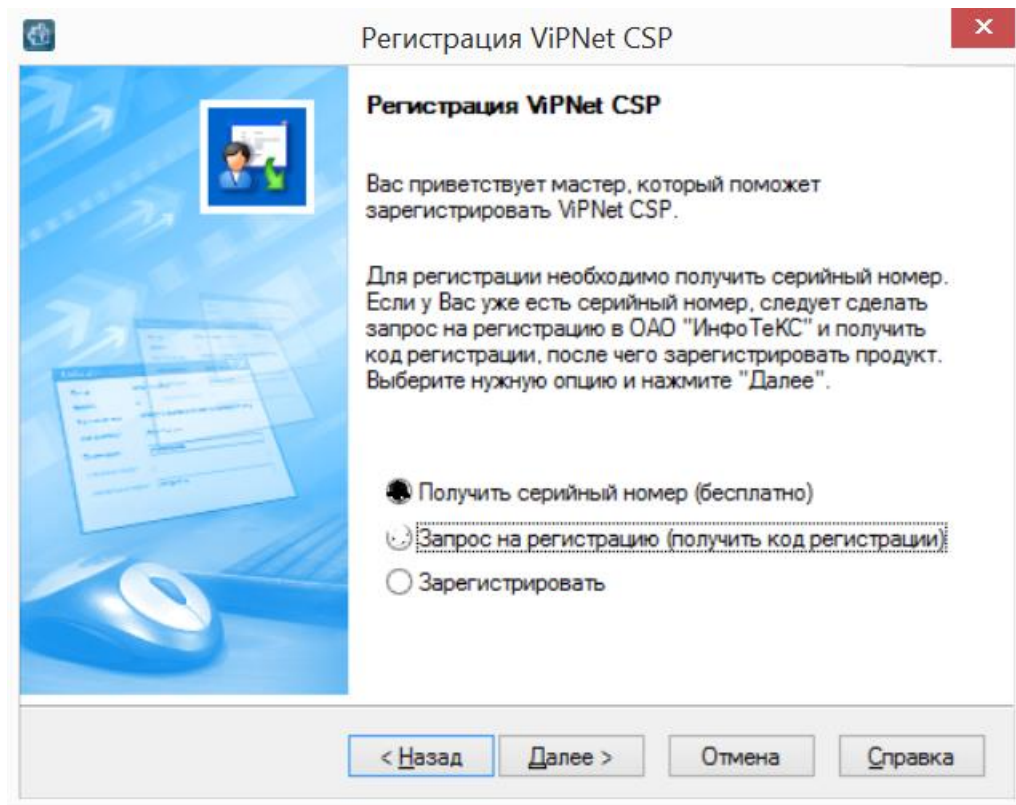 Регистрация ViPNet CSP
Регистрация ViPNet CSP
Вас приветствует мастер, который поможет
зарегистрировать ViPNet CSP.
Для регистрации необходимо получить серийный номер.
Если у Вас уже есть серийный номер, следует сделать
запрос на регистрацию в ОАО "ИнфоТеКС" и получить
код регистрации, после чего зарегистрировать продукт.
Выберите нужную опцию и нажмите "Далее".
Получить серийный номер (бесплатно)
Запрос на регистрацию (получить код регистрации)
Зарегистрировать
< Назад Далее > Отмена Справка